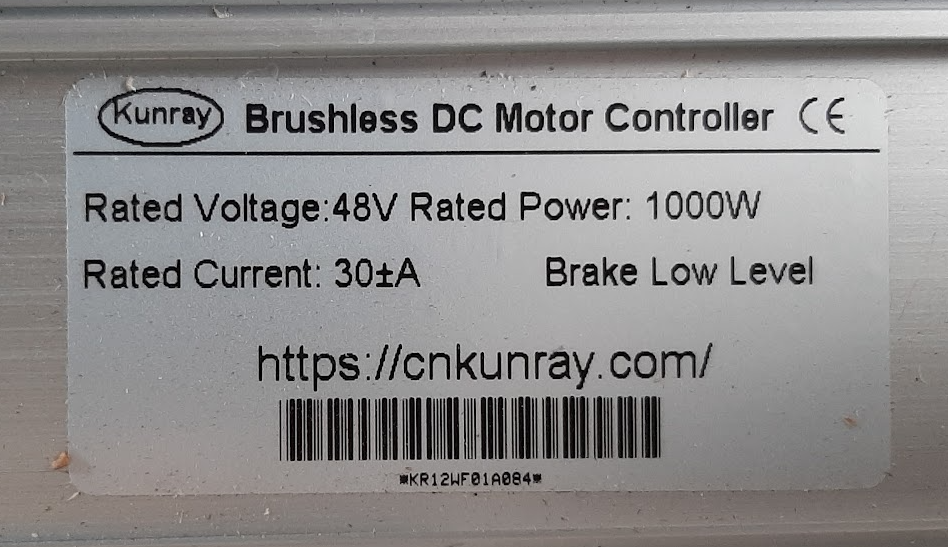 Kunray Brushless DC Motor Controller CE
Rated Voltage:48V Rated Power: 1000W
Rated Current: 30±A Brake Low Level
https://cnkunray.com/
*KR12WF01A084*